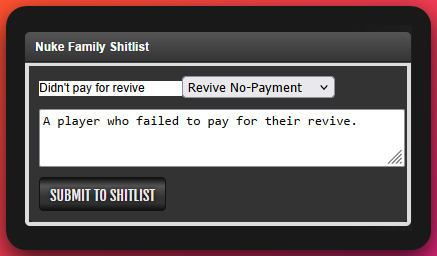 Nuke Family Shitlist
Didn't pay for revive Revive No-Payment
A player who failed to pay for their revive.
SUBMIT TO SHITLIST